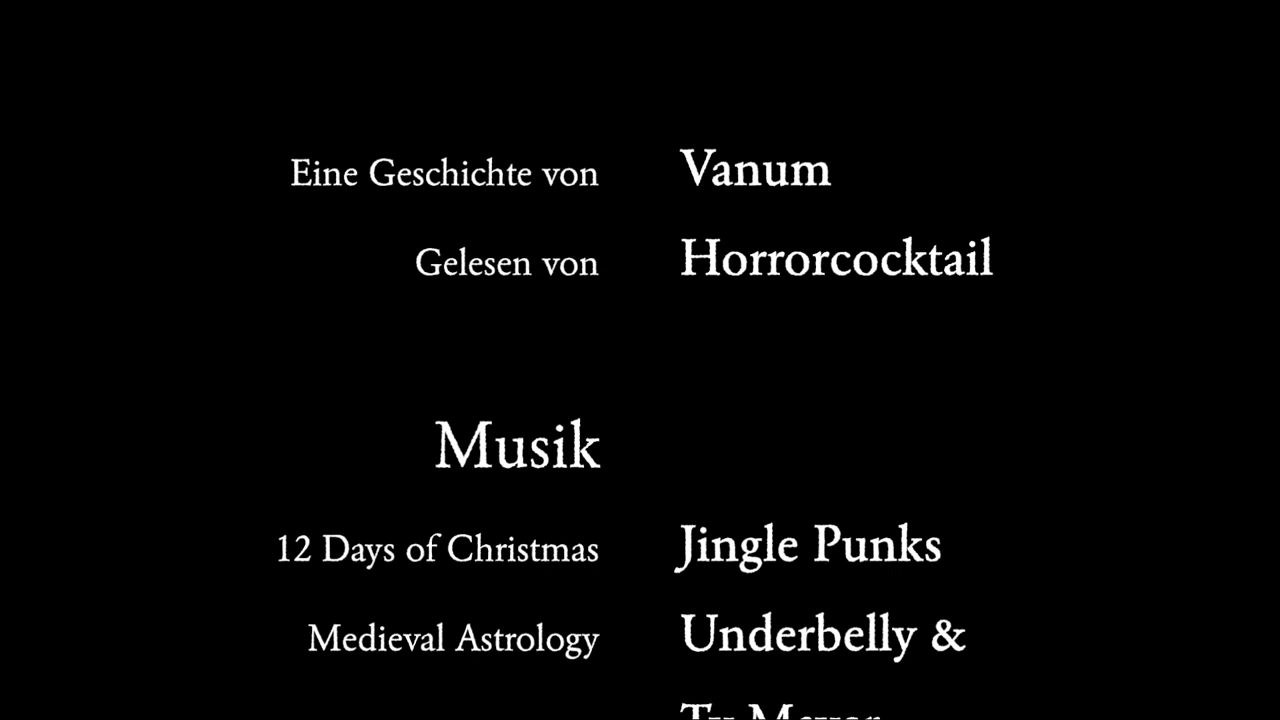 Eine Geschichte von Vanum
Gelesen von Horrorcocktail
Musik
12 Days of Christmas Jingle Punks
Medieval Astrology Underbelly &